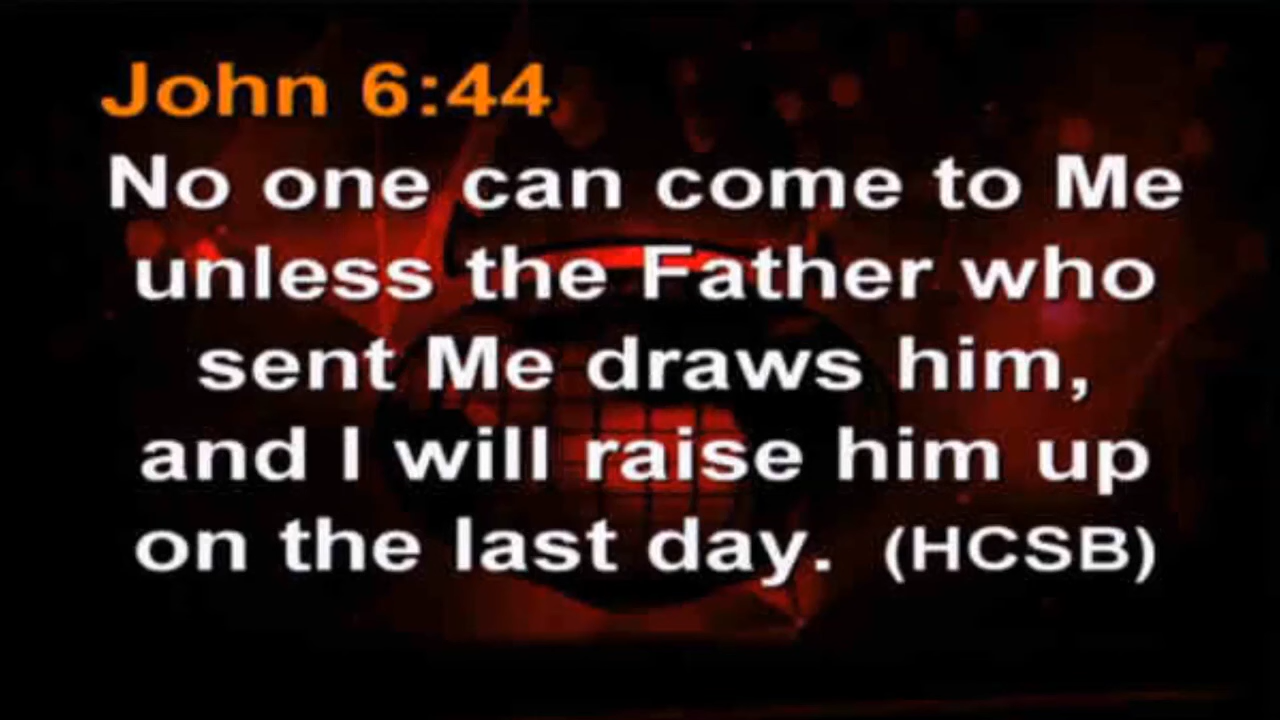 John 6:44
No one can come to Me
unless the Father who
sent Me draws him,
and I will raise him up
on the last day. (HCSB)